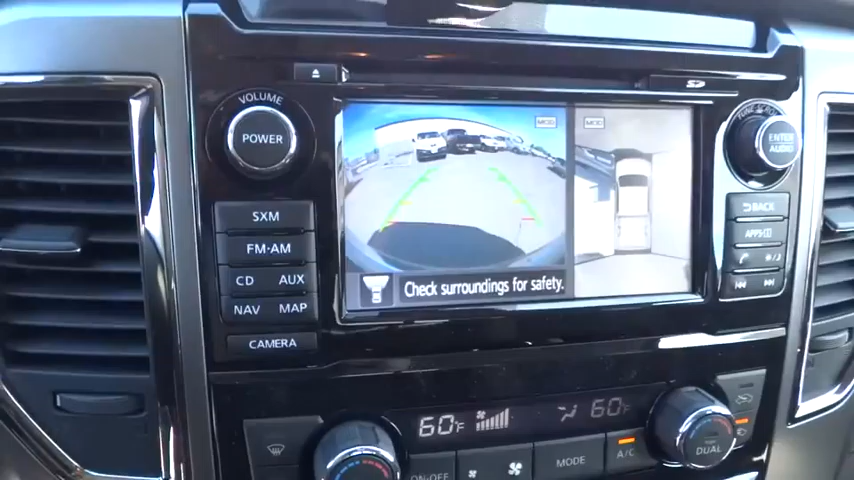 VOLUME
POWER
SXM
FM·AM
CD AUX
NAVI MAP
CAMERA
MOD
MOD
Check surroundings for safety.
ENTER
AUDIO
BACK
APPS
60°F
60°F
ON·OFF
MODE
A/C
DUAL